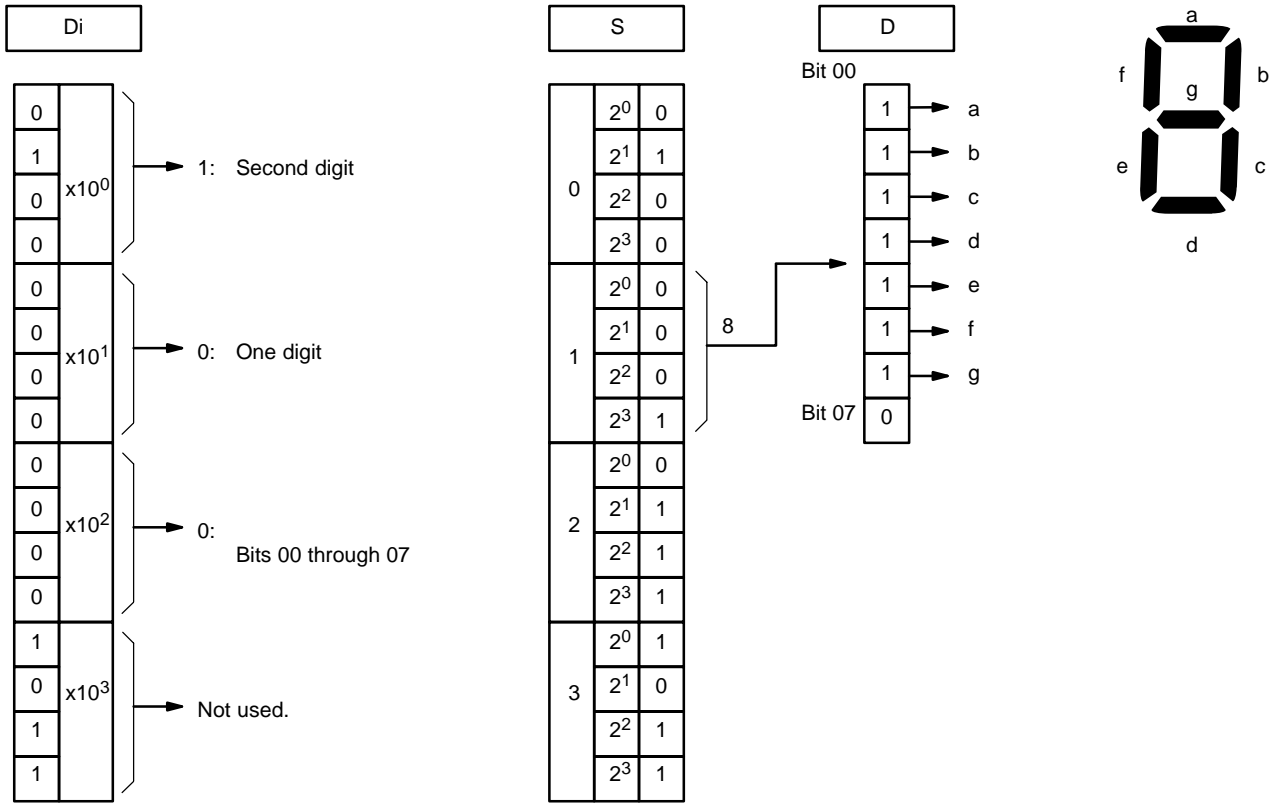 Di S D a
Bit 00
f b
g
0 2⁰ 0 1 a
1 1: Second digit 2¹ 1 1 b
x10⁰ 0 e c
0 2² 0 1 c
0 2³ 0 1 d d
0 2⁰ 0 1 e
0 2¹ 0 8 1 f
x10¹ 0: One digit 1
0 2² 0 1 g
0 2³ 1 Bit 07 0
0 2⁰ 0
0 2¹ 1
x10² 0: 2
0 Bits 00 through 07 2² 1
0 2³ 1
1 2⁰ 1
0 x10³ 3 2¹ 0
Not used.
1 2² 1
1 2³ 1